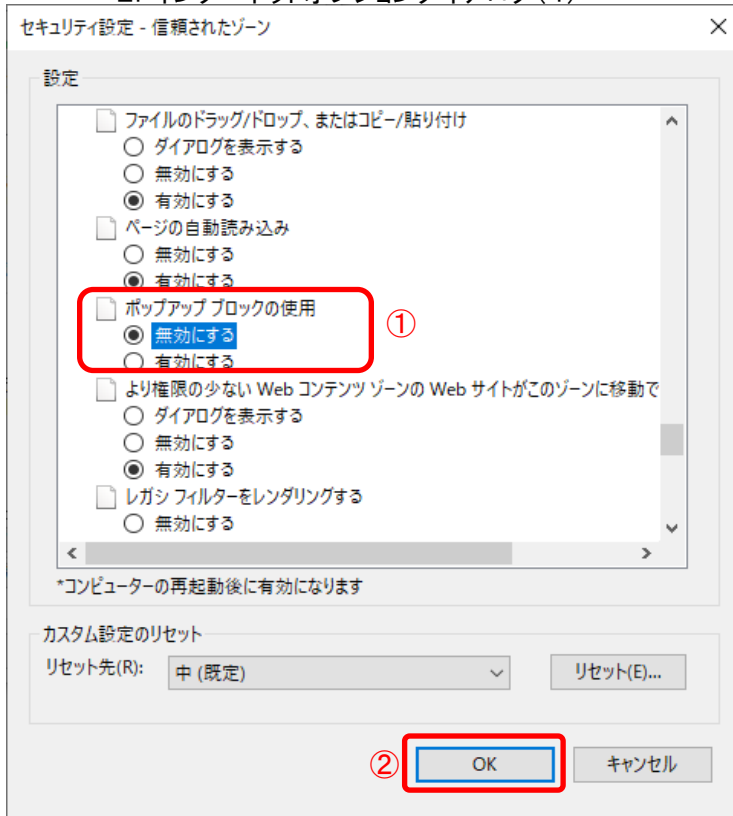 セキュリティ設定 - 信頼されたゾーン
設定
ファイルのドラッグ/ドロップ、またはコピー/貼り付け
ダイアログを表示する
無効にする
有効にする
ページの自動読み込み
無効にする
有効にする
ポップアップ ブロックの使用
①
無効にする
有効にする
より権限の少ない Web コンテンツ ゾーンの Web サイトがこのゾーンに移動で
ダイアログを表示する
無効にする
有効にする
レガシ フィルターをレンダリングする
無効にする
*コンピューターの再起動後に有効になります
カスタム設定のリセット
リセット先(R): 中 (既定) リセット(E)...
② OK キャンセル